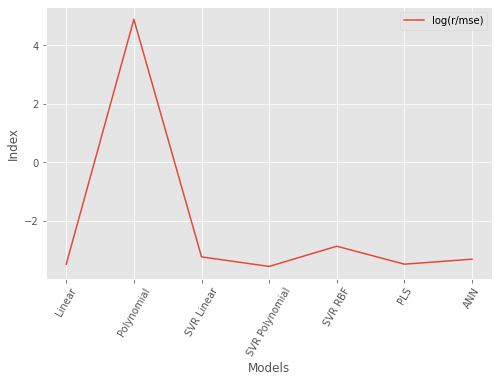 log(r/mse)
4
2
0
−2
Index
Linear
Polynomial
SVR Linear
SVR Polynomial
SVR RBF
PLS
ANN
Models